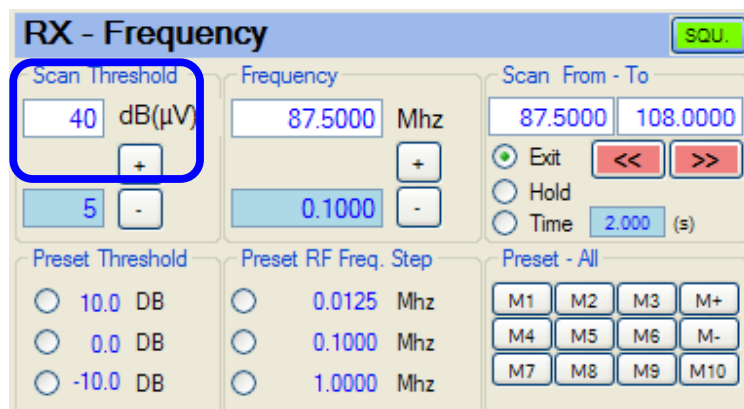 RX - Frequency SQU.
Scan Threshold Frequency Scan From - To
40 dB(µV) 87.5000 Mhz 87.5000 108.0000
+ + Exit << >>
Hold
5 - 0.1000 - Time 2.000 (s)
Preset Threshold Preset RF Freq. Step Preset - All
10.0 DB 0.0125 Mhz M1 M2 M3 M+
0.0 DB 0.1000 Mhz M4 M5 M6 M-
-10.0 DB 1.0000 Mhz M7 M8 M9 M10